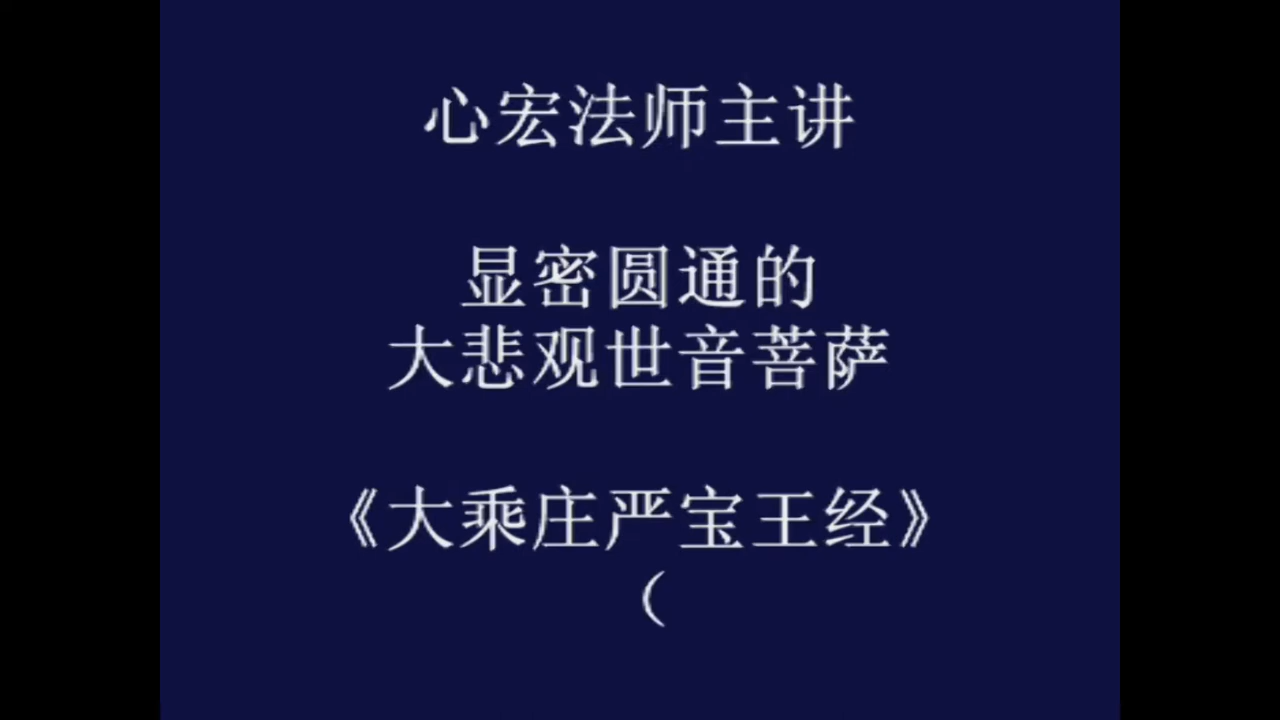 心宏法师主讲
显密圆通的
大悲观世音菩萨
《大乘庄严宝王经》
（